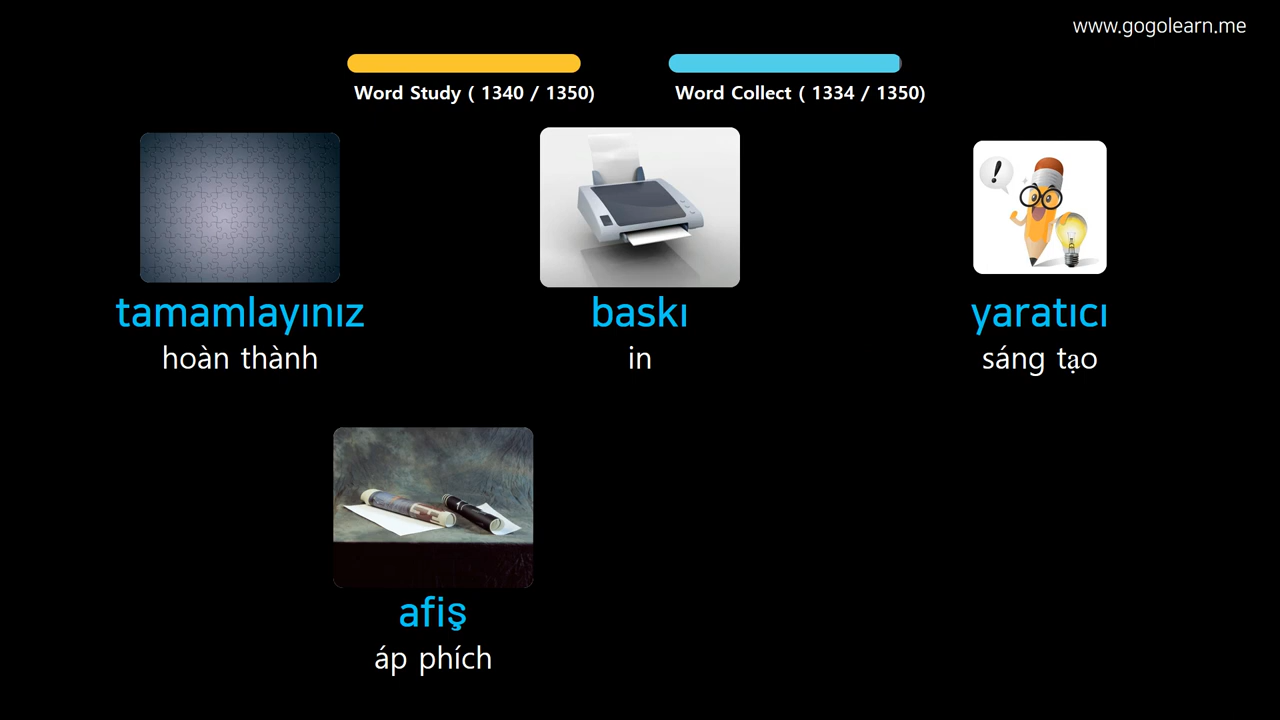 www.gogolearn.me
Word Study ( 1340 / 1350)
Word Collect ( 1334 / 1350)
tamamlayınız
hoàn thành
baskı
in
yaratıcı
sáng tạo
!
afiş
áp phích